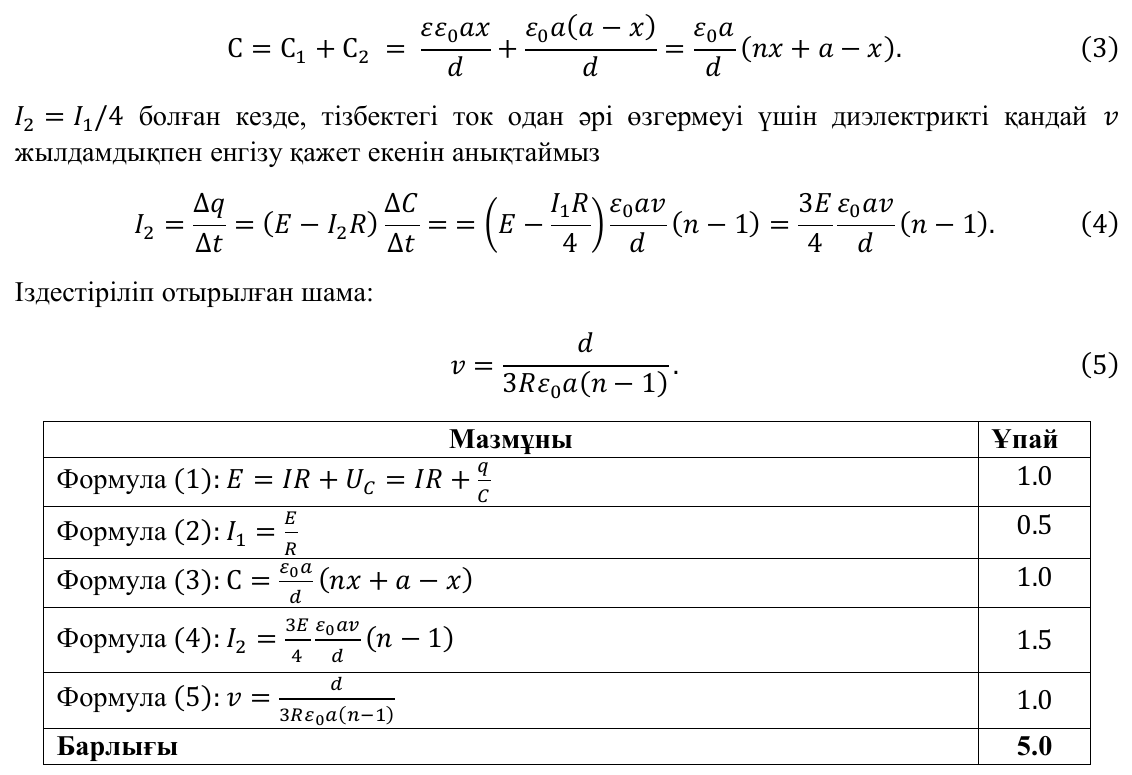 C = C₁ + C₂ = εε₀ax/d + ε₀a(a − x)/d = ε₀a/d (nx + a − x). (3)
I₂ = I₁/4 болған кезде, тізбектегі ток одан әрі өзгермеуі үшін диэлектрикті қандай v
жылдамдықпен енгізу қажет екенін анықтаймыз
I₂ = Δq/Δt = (E − I₂R) ΔC/Δt = = (E − I₁R/4) ε₀av/d (n − 1) = 3E/4 ε₀av/d (n − 1). (4)
Іздестіріліп отырылған шама:
v = d/(3Rε₀a(n − 1)). (5)
Мазмұны Ұпай
Формула (1): E = IR + U_C = IR + q/C 1.0
Формула (2): I₁ = E/R 0.5
Формула (3): C = ε₀a/d (nx + a − x) 1.0
Формула (4): I₂ = 3E/4 ε₀av/d (n − 1) 1.5
Формула (5): v = d/(3Rε₀a(n−1)) 1.0
Барлығы 5.0